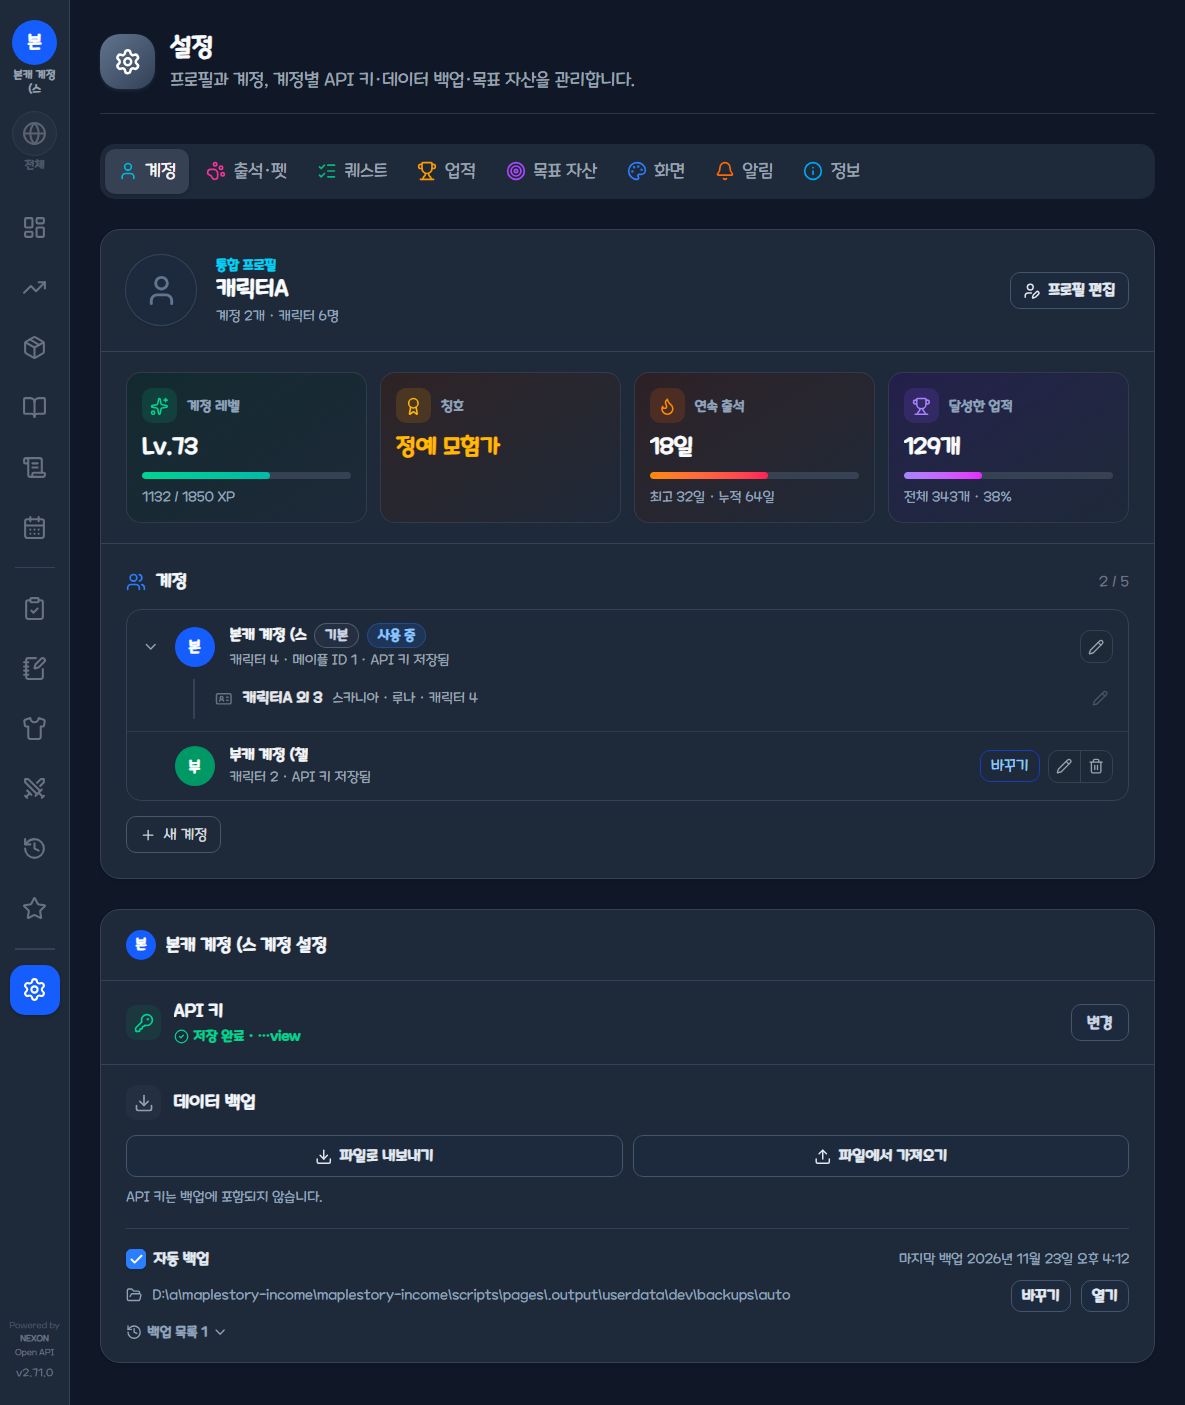 본
본캐 계정
(스
전체
Powered by
NEXON
Open API
v2.71.0
설정
프로필과 계정, 계정별 API 키·데이터 백업·목표 자산을 관리합니다.
계정
출석·펫
퀘스트
업적
목표 자산
화면
알림
정보
통합 프로필
캐릭터A
계정 2개 · 캐릭터 6명
프로필 편집
계정 레벨
Lv.73
1132 / 1850 XP
칭호
정예 모험가
연속 출석
18일
최고 32일 · 누적 64일
달성한 업적
129개
전체 343개 · 38%
계정
2 / 5
본
본캐 계정 (스
기본
사용 중
캐릭터 4 · 메이플 ID 1 · API 키 저장됨
캐릭터A 외 3 스카니아 · 루나 · 캐릭터 4
부
부캐 계정 (챌
캐릭터 2 · API 키 저장됨
바꾸기
새 계정
본
본캐 계정 (스 계정 설정
API 키
저장 완료 · ···view
변경
데이터 백업
파일로 내보내기
파일에서 가져오기
API 키는 백업에 포함되지 않습니다.
자동 백업
마지막 백업 2026년 11월 23일 오후 4:12
D:\a\maplestory-income\maplestory-income\scripts\pages\.output\userdata\dev\backups\auto
바꾸기
열기
백업 목록 1